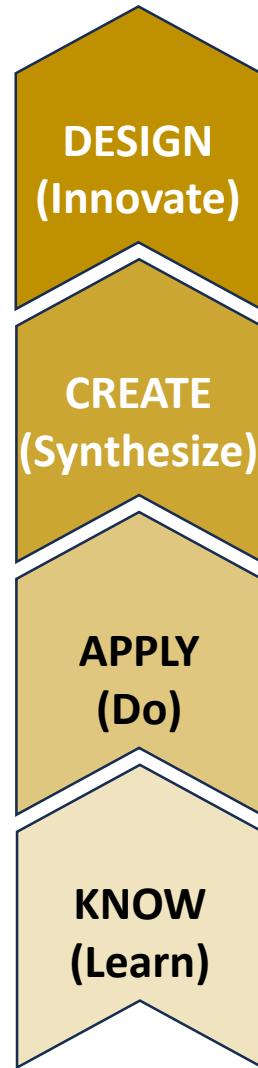 DESIGN
(Innovate)
CREATE
(Synthesize)
APPLY
(Do)
KNOW
(Learn)